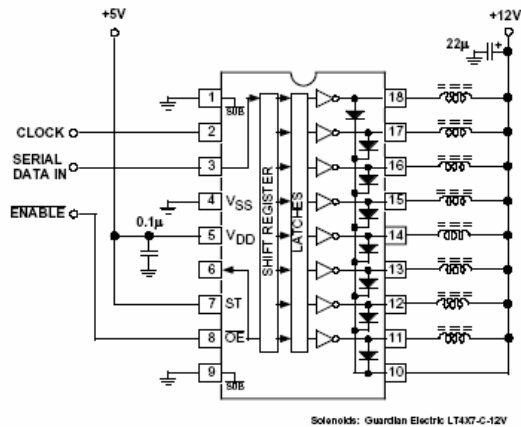 +5V
+12V
22µ
+
1
SUB
18
CLOCK
2
17
SERIAL
DATA IN
3
16
ENABLE
4
VSS
15
0.1µ
5
VDD
14
6
13
7
ST
12
8
OE
11
9
SUB
10
SHIFT REGISTER
LATCHES
Solenoids: Guardian Electric LT4X7-C-12V